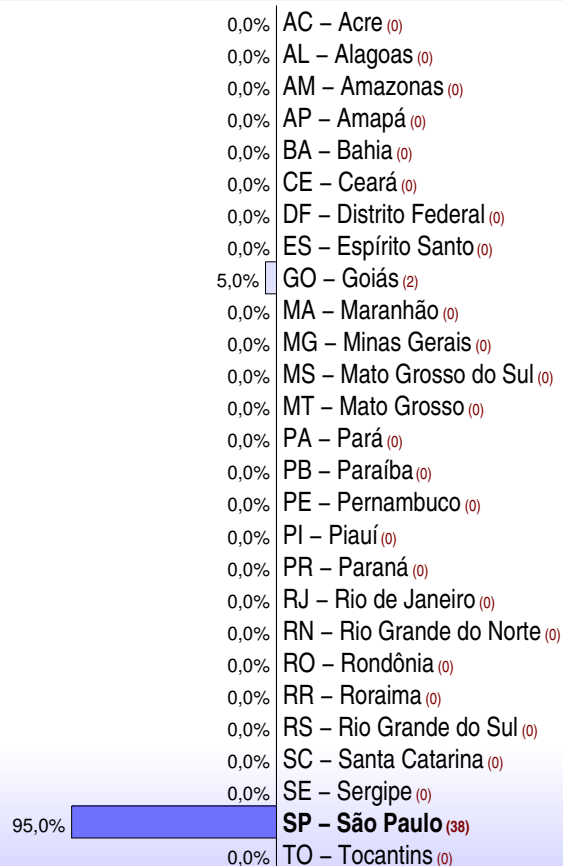 0,0% AC – Acre (0)
0,0% AL – Alagoas (0)
0,0% AM – Amazonas (0)
0,0% AP – Amapá (0)
0,0% BA – Bahia (0)
0,0% CE – Ceará (0)
0,0% DF – Distrito Federal (0)
0,0% ES – Espírito Santo (0)
5,0% GO – Goiás (2)
0,0% MA – Maranhão (0)
0,0% MG – Minas Gerais (0)
0,0% MS – Mato Grosso do Sul (0)
0,0% MT – Mato Grosso (0)
0,0% PA – Pará (0)
0,0% PB – Paraíba (0)
0,0% PE – Pernambuco (0)
0,0% PI – Piauí (0)
0,0% PR – Paraná (0)
0,0% RJ – Rio de Janeiro (0)
0,0% RN – Rio Grande do Norte (0)
0,0% RO – Rondônia (0)
0,0% RR – Roraima (0)
0,0% RS – Rio Grande do Sul (0)
0,0% SC – Santa Catarina (0)
0,0% SE – Sergipe (0)
95,0% SP – São Paulo (38)
0,0% TO – Tocantins (0)